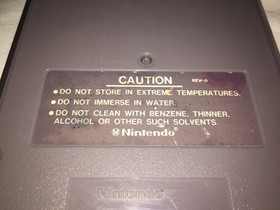 CAUTION
REV-A
●DO NOT STORE IN EXTREME TEMPERATURES.
●DO NOT IMMERSE IN WATER.
●DO NOT CLEAN WITH BENZENE, THINNER,
ALCOHOL OR OTHER SUCH SOLVENTS.
Nintendo®
Nintendo®